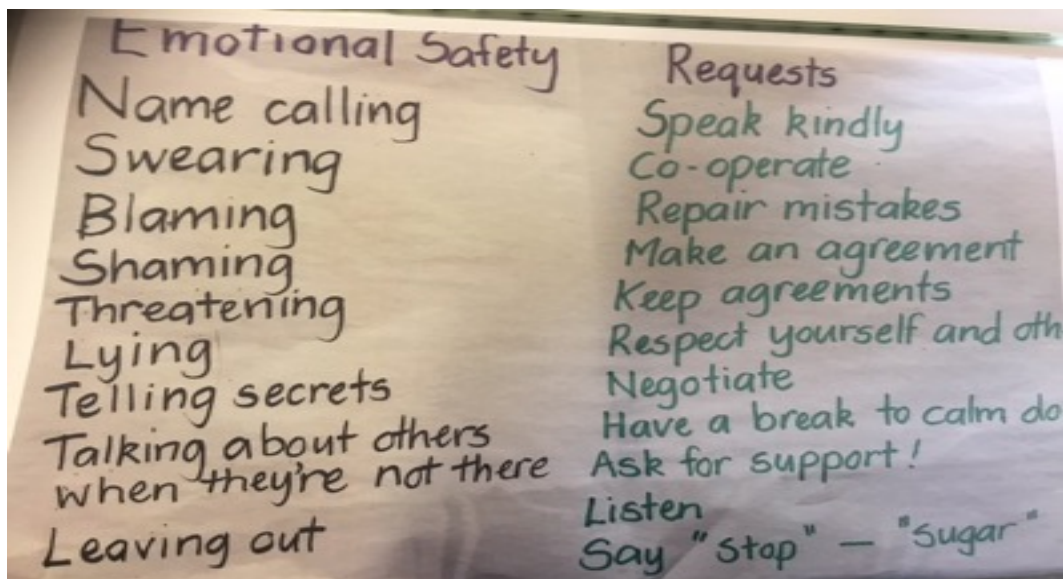 Emotional Safety
Name calling
Swearing
Blaming
Shaming
Threatening
Lying
Telling secrets
Talking about others
when they're not there
Leaving out
Requests
Speak kindly
Co-operate
Repair mistakes
Make an agreement
Keep agreements
Respect yourself and
Negotiate
Have a break to calm
Ask for support!
Listen
Say "Stop" — "Sugar"